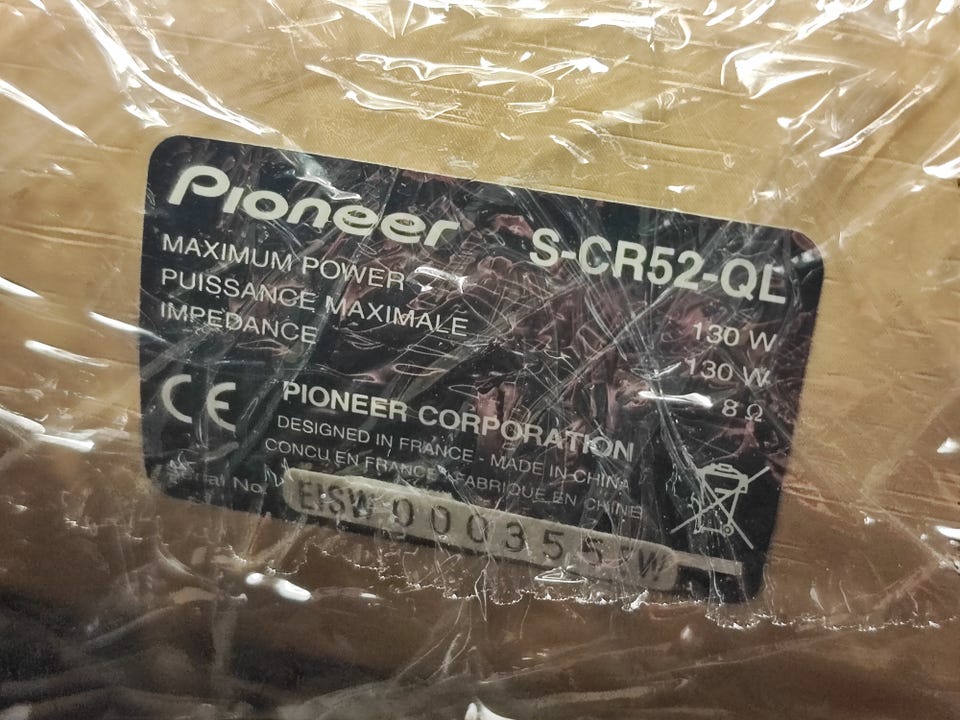 Pioneer S-CR52-QL
MAXIMUM POWER 130 W
PUISSANCE MAXIMALE 130 W
IMPEDANCE 8 Ω
CE PIONEER CORPORATION
DESIGNED IN FRANCE - MADE IN CHINA
CONCU EN FRANCE - FABRIQUE EN CHINE
Serial No. EISW 000355 W